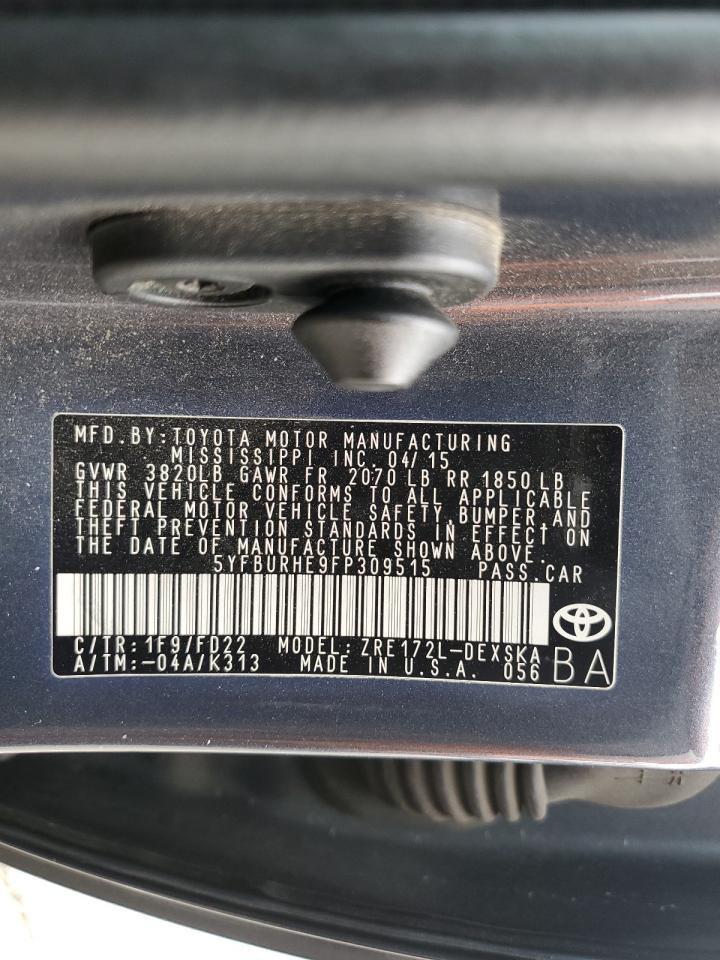 MFD.BY:TOYOTA MOTOR MANUFACTURING
MISSISSIPPI INC. 04/15
GVWR 3820LB GAWR FR 2070 LB RR 1850 LB
THIS VEHICLE CONFORMS TO ALL APPLICABLE
FEDERAL MOTOR VEHICLE SAFETY,BUMPER,AND
THEFT PREVENTION STANDARDS IN EFFECT ON
THE DATE OF MANUFACTURE SHOWN ABOVE.
5YFBURHE9FP309515 PASS.CAR
C/TR:1F9/FD22 MODEL:ZRE172L-DEXSKA
A/TM:-04A/K313 MADE IN U.S.A. 056 BA